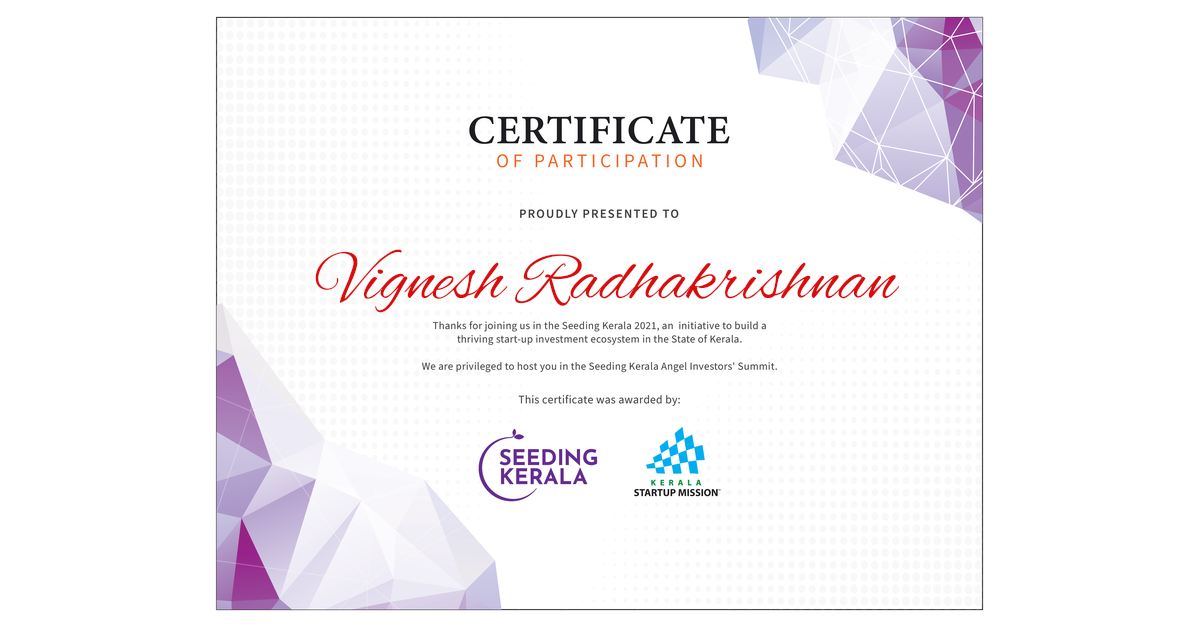 CERTIFICATE
OF PARTICIPATION
PROUDLY PRESENTED TO
Vignesh Radhakrishnan
Thanks for joining us in the Seeding Kerala 2021, an initiative to build a
thriving start-up investment ecosystem in the State of Kerala.
We are privileged to host you in the Seeding Kerala Angel Investors' Summit.
This certificate was awarded by:
SEEDING
KERALA
KERALA
STARTUP MISSION